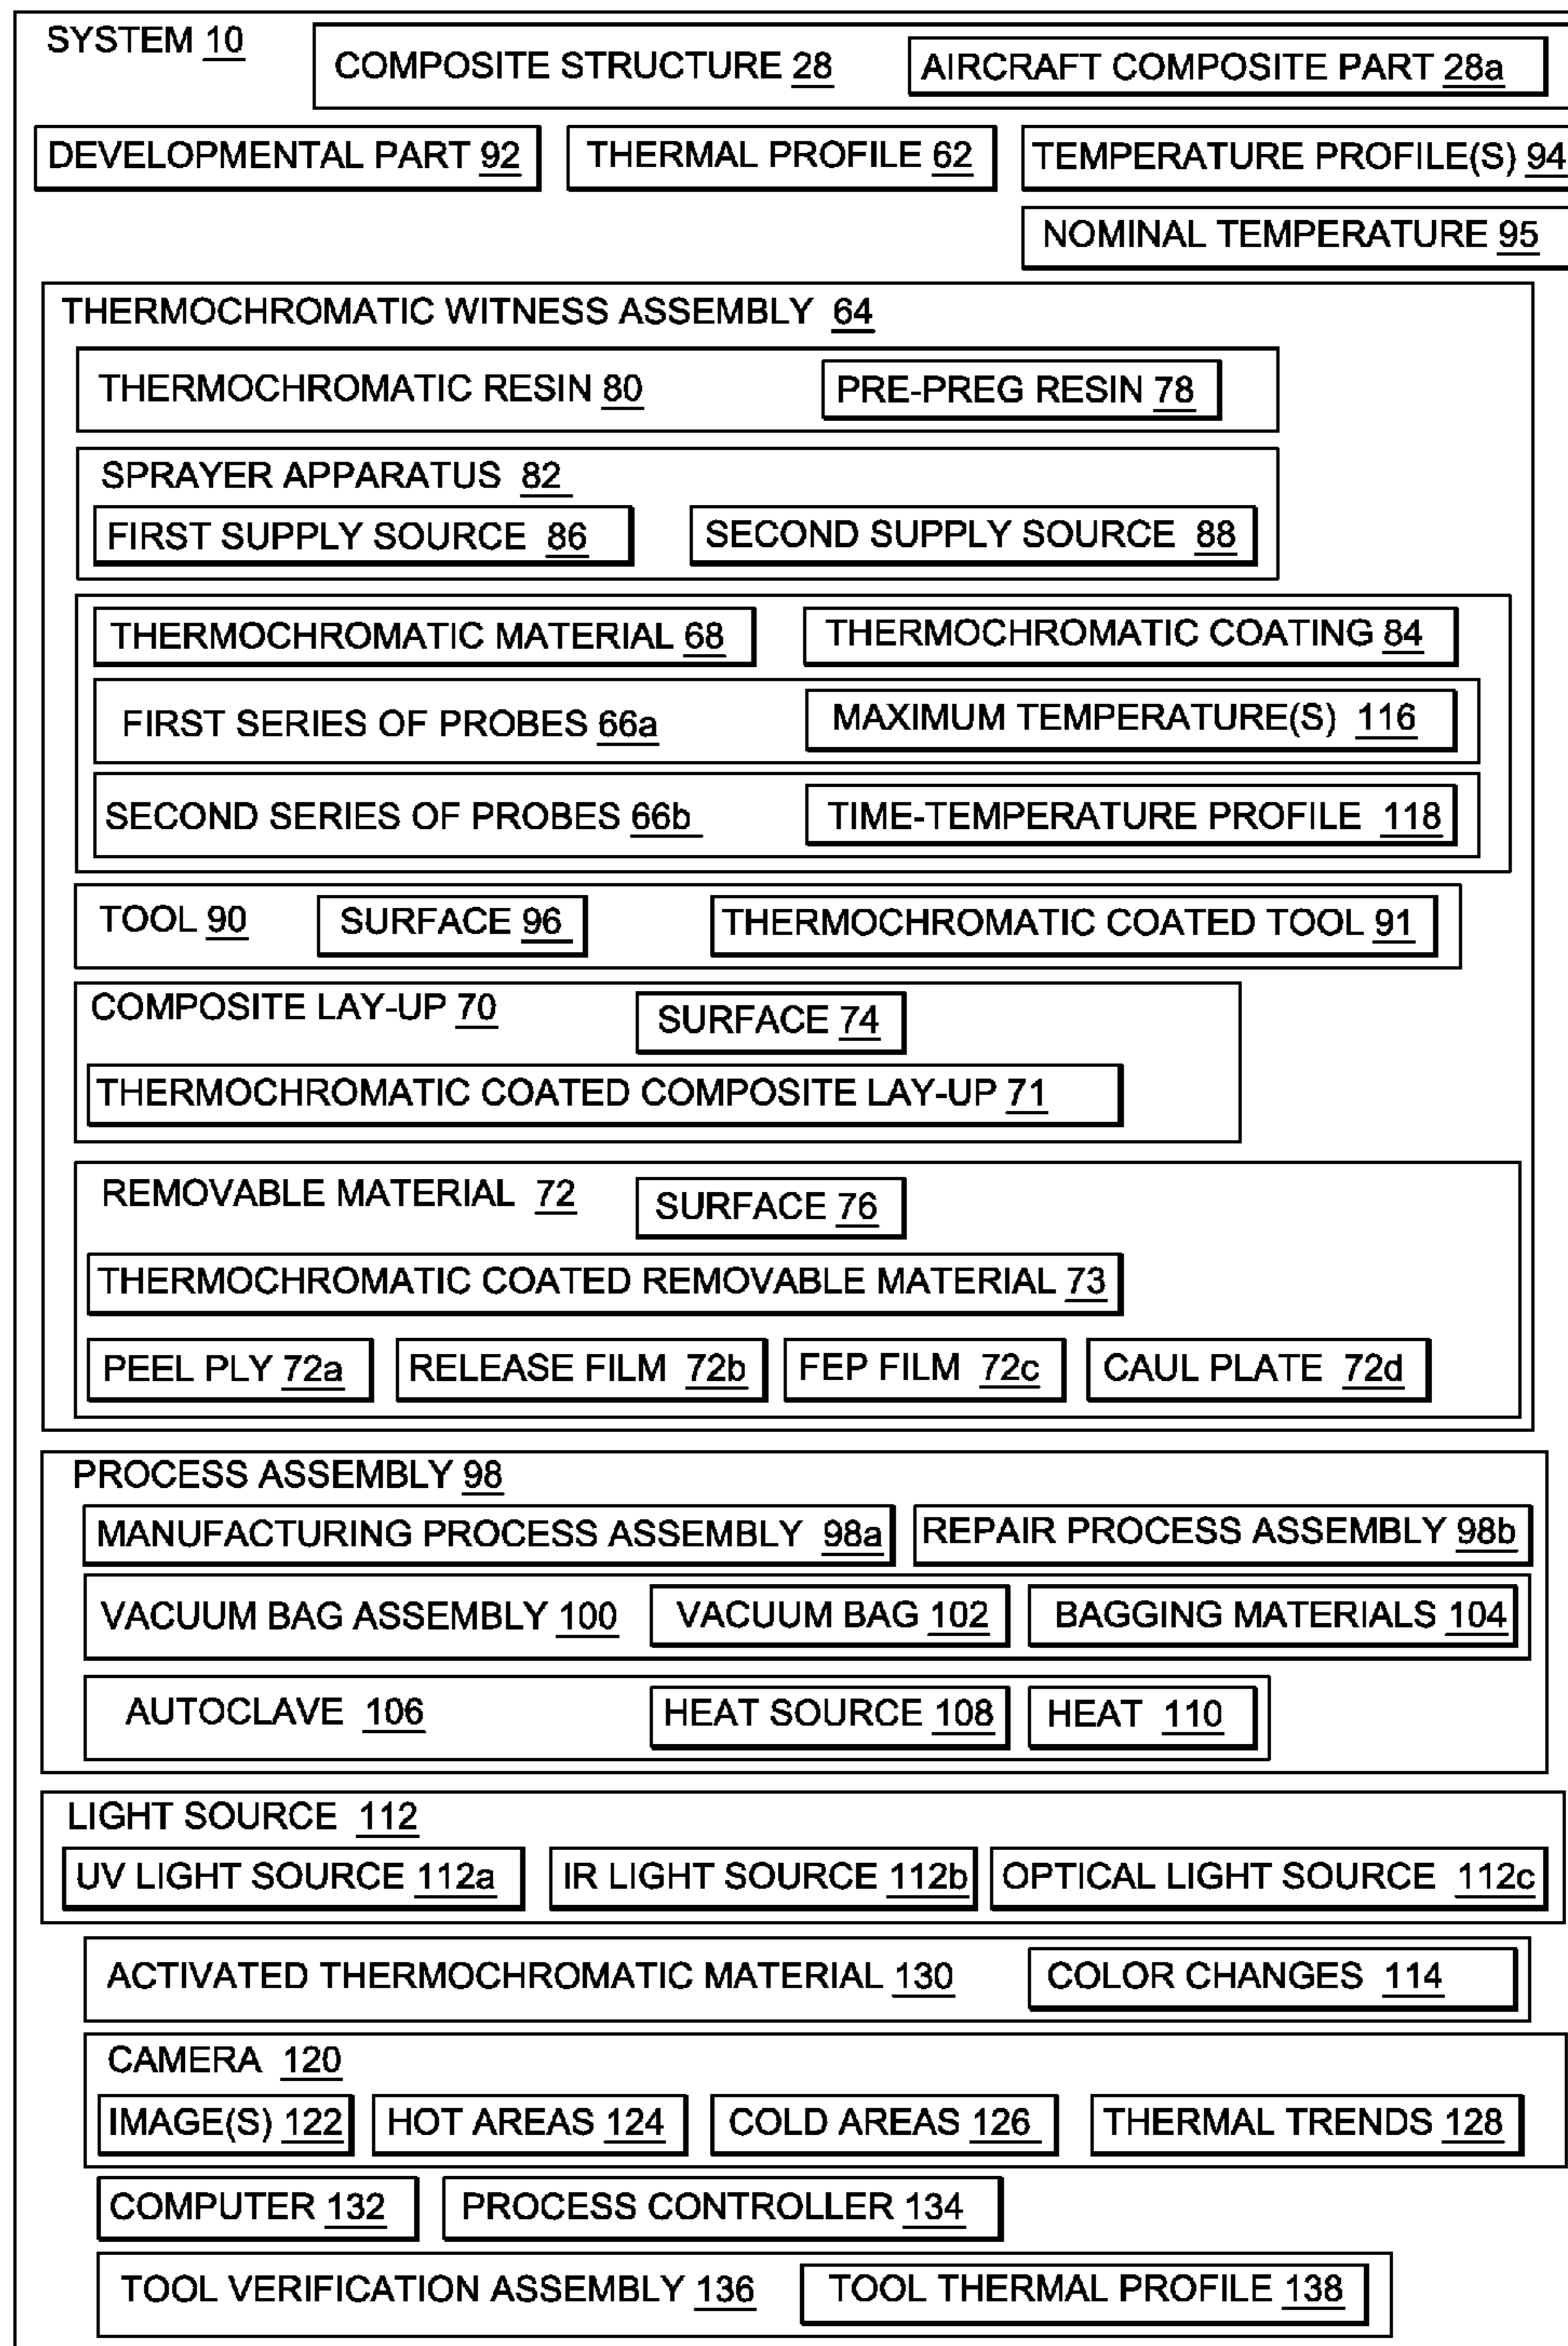 SYSTEM 10
COMPOSITE STRUCTURE 28
AIRCRAFT COMPOSITE PART 28a
DEVELOPMENTAL PART 92
THERMAL PROFILE 62
TEMPERATURE PROFILE(S) 94
NOMINAL TEMPERATURE 95
THERMOCHROMATIC WITNESS ASSEMBLY 64
THERMOCHROMATIC RESIN 80
PRE-PREG RESIN 78
SPRAYER APPARATUS 82
FIRST SUPPLY SOURCE 86
SECOND SUPPLY SOURCE 88
THERMOCHROMATIC MATERIAL 68
THERMOCHROMATIC COATING 84
FIRST SERIES OF PROBES 66a
MAXIMUM TEMPERATURE(S) 116
SECOND SERIES OF PROBES 66b
TIME-TEMPERATURE PROFILE 118
TOOL 90
SURFACE 96
THERMOCHROMATIC COATED TOOL 91
COMPOSITE LAY-UP 70
SURFACE 74
THERMOCHROMATIC COATED COMPOSITE LAY-UP 71
REMOVABLE MATERIAL 72
SURFACE 76
THERMOCHROMATIC COATED REMOVABLE MATERIAL 73
PEEL PLY 72a
RELEASE FILM 72b
FEP FILM 72c
CAUL PLATE 72d
PROCESS ASSEMBLY 98
MANUFACTURING PROCESS ASSEMBLY 98a
REPAIR PROCESS ASSEMBLY 98b
VACUUM BAG ASSEMBLY 100
VACUUM BAG 102
BAGGING MATERIALS 104
AUTOCLAVE 106
HEAT SOURCE 108
HEAT 110
LIGHT SOURCE 112
UV LIGHT SOURCE 112a
IR LIGHT SOURCE 112b
OPTICAL LIGHT SOURCE 112c
ACTIVATED THERMOCHROMATIC MATERIAL 130
COLOR CHANGES 114
CAMERA 120
IMAGE(S) 122
HOT AREAS 124
COLD AREAS 126
THERMAL TRENDS 128
COMPUTER 132
PROCESS CONTROLLER 134
TOOL VERIFICATION ASSEMBLY 136
TOOL THERMAL PROFILE 138